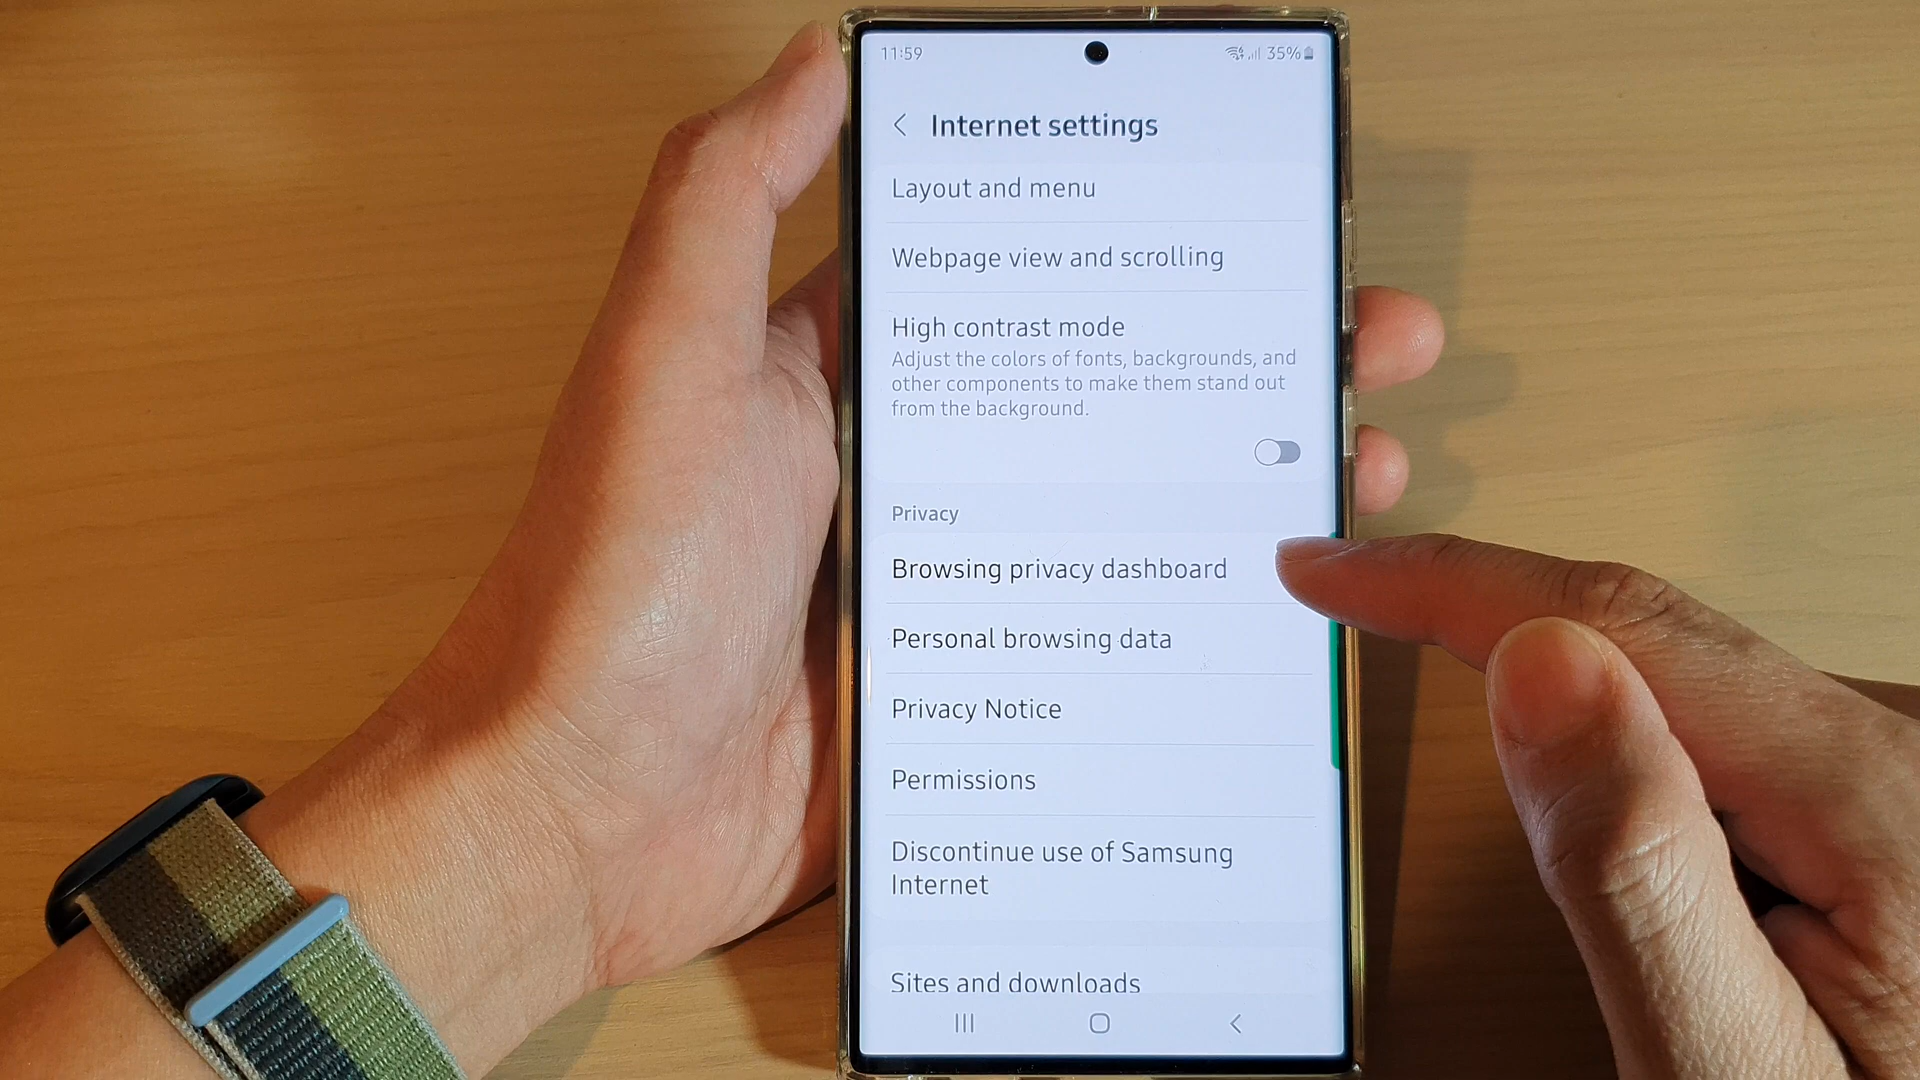 11:59
35%
Internet settings
Layout and menu
Webpage view and scrolling
High contrast mode
Adjust the colors of fonts, backgrounds, and
other components to make them stand out
from the background.
Privacy
Browsing privacy dashboard
Personal browsing data
Privacy Notice
Permissions
Discontinue use of Samsung
Internet
Sites and downloads